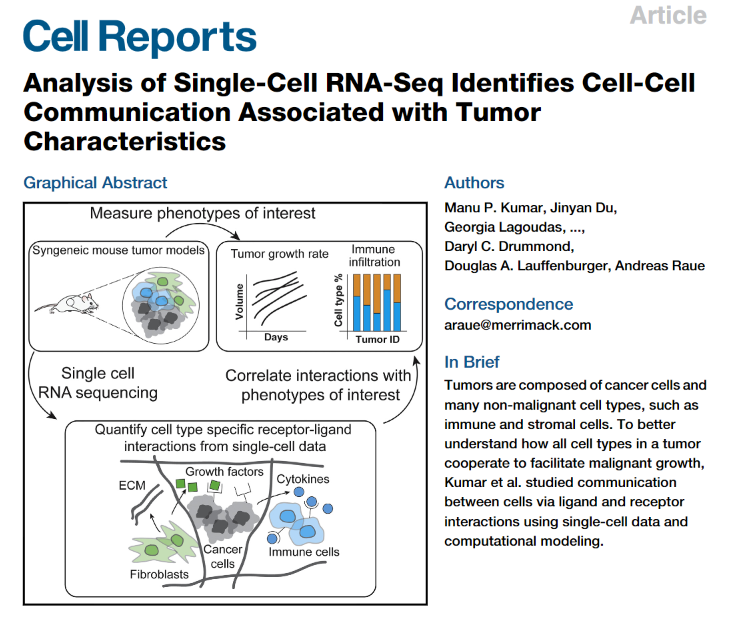 Article
Cell Reports
Analysis of Single-Cell RNA-Seq Identifies Cell-Cell
Communication Associated with Tumor
Characteristics
Graphical Abstract
Measure phenotypes of interest
Syngeneic mouse tumor models
Tumor growth rate
Volume
Days
Immune
infiltration
Cell type %
Tumor ID
Single cell
RNA sequencing
Correlate interactions with
phenotypes of interest
Quantify cell type specific receptor-ligand
interactions from single-cell data
ECM
Growth factors
Cytokines
Fibroblasts
Cancer
cells
Immune cells
Authors
Manu P. Kumar, Jinyan Du,
Georgia Lagoudas, ...,
Daryl C. Drummond,
Douglas A. Lauffenburger, Andreas Raue
Correspondence
araue@merrimack.com
In Brief
Tumors are composed of cancer cells and
many non-malignant cell types, such as
immune and stromal cells. To better
understand how all cell types in a tumor
cooperate to facilitate malignant growth,
Kumar et al. studied communication
between cells via ligand and receptor
interactions using single-cell data and
computational modeling.